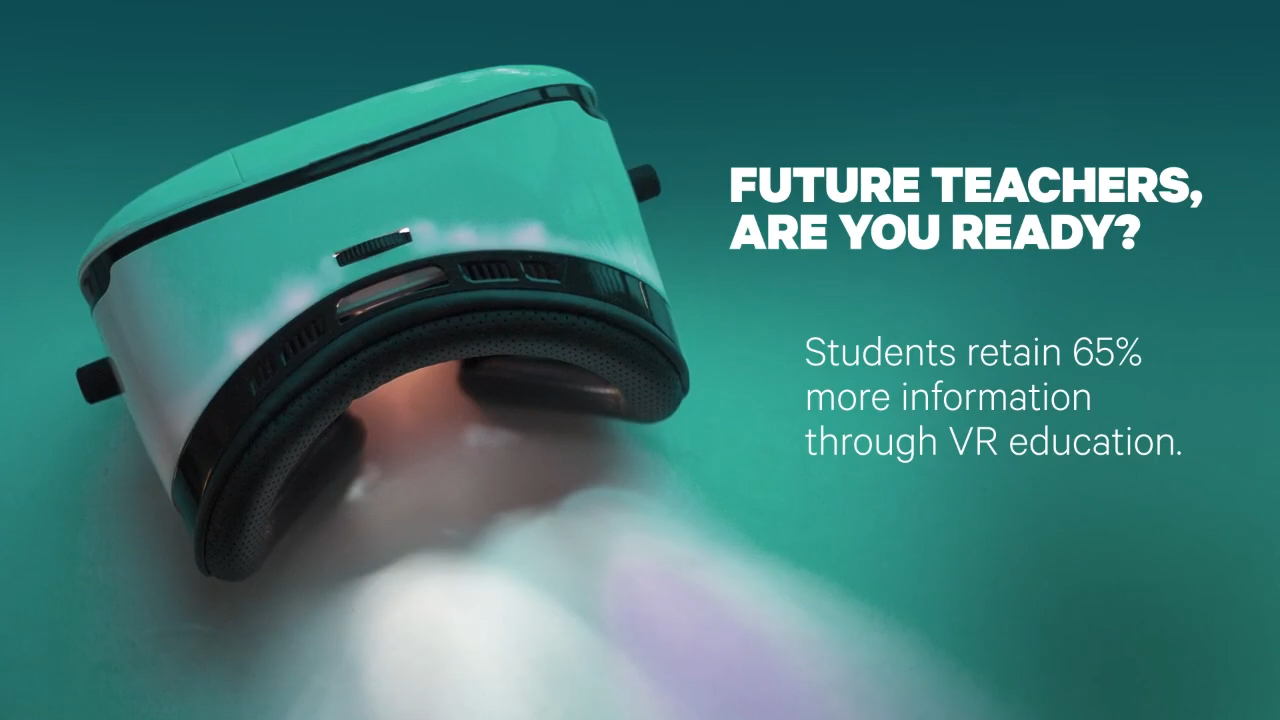 FUTURE TEACHERS,
ARE YOU READY?
Students retain 65%
more information
through VR education.